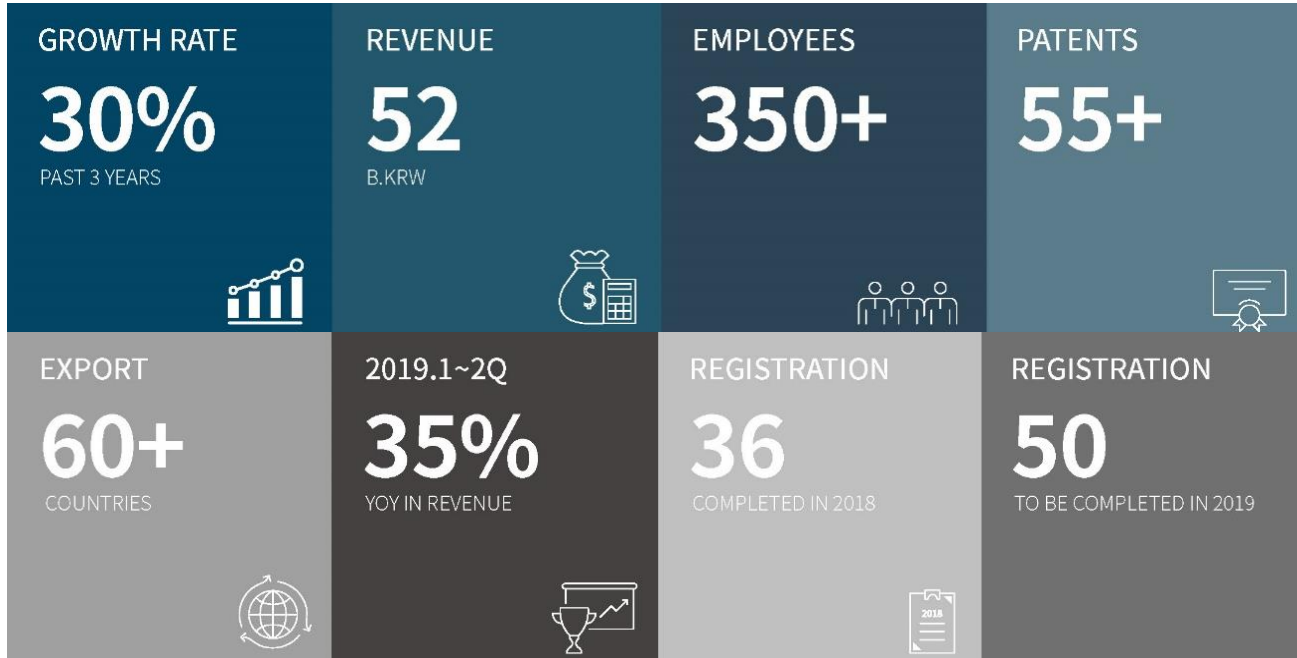 GROWTH RATE
30%
PAST 3 YEARS
REVENUE
52
B.KRW
$
EMPLOYEES
350+
PATENTS
55+
EXPORT
60+
COUNTRIES
2019.1~2Q
35%
YOY IN REVENUE
REGISTRATION
36
COMPLETED IN 2018
2018
REGISTRATION
50
TO BE COMPLETED IN 2019